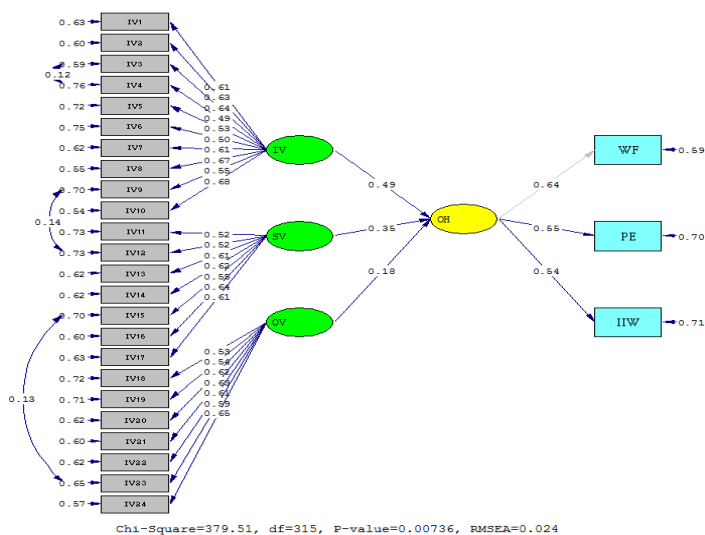 0.63 IV1
0.60 IV2
0.59 IV3
0.12
0.76 IV4
0.72 IV5
0.75 IV6
0.62 IV7
0.55 IV8
0.70 IV9
0.54 IV10
0.14
0.73 IV11
0.73 IV12
0.62 IV13
0.62 IV14
0.70 IV15
0.60 IV16
0.63 IV17
0.72 IV18
0.13
0.71 IV19
0.62 IV20
0.60 IV21
0.62 IV22
0.65 IV23
0.57 IV24
0.61
0.63
0.64
0.49
0.53
0.50
0.61
0.67
0.55
0.68
0.52
0.52
0.61
0.62
0.55
0.64
0.61
0.53
0.54
0.62
0.63
0.61
0.59
0.65
IV
SV
OV
0.49
0.35
0.18
OH
0.64
0.55
0.54
WF 0.59
PE 0.70
IIW 0.71
Chi-Square=379.51, df=315, P-value=0.00736, RMSEA=0.024